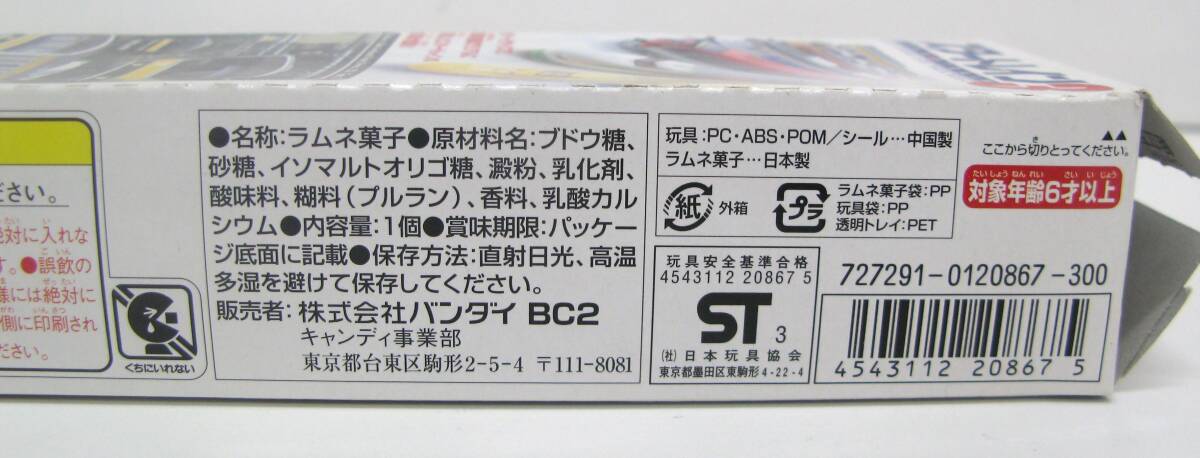 ださい。
絶対に入れな
す。●誤飲の
様には絶対に
側に印刷され
ださい。
くちにいれない
●名称:ラムネ菓子●原材料名:ブドウ糖、
砂糖、イソマルトオリゴ糖、澱粉、乳化剤、
酸味料、糊料(プルラン)、香料、乳酸カル
シウム●内容量:1個●賞味期限:パッケー
ジ底面に記載●保存方法:直射日光、高温
多湿を避けて保存してください。
販売者:株式会社バンダイ BC2
キャンディ事業部
東京都台東区駒形2-5-4 〒111-8081
玩具:PC・ABS・POM/シール…中国製
ラムネ菓子…日本製
紙 外箱
プラ
ラムネ菓子袋:PP
玩具袋:PP
透明トレイ:PET
玩具安全基準合格
4543112 20867 5
ST 3
(社)日本玩具協会
東京都墨田区東駒形4-22-4
▲▲
ここから切りとってください。
対象年齢6才以上
727291-0120867-300
4543112 20867 5